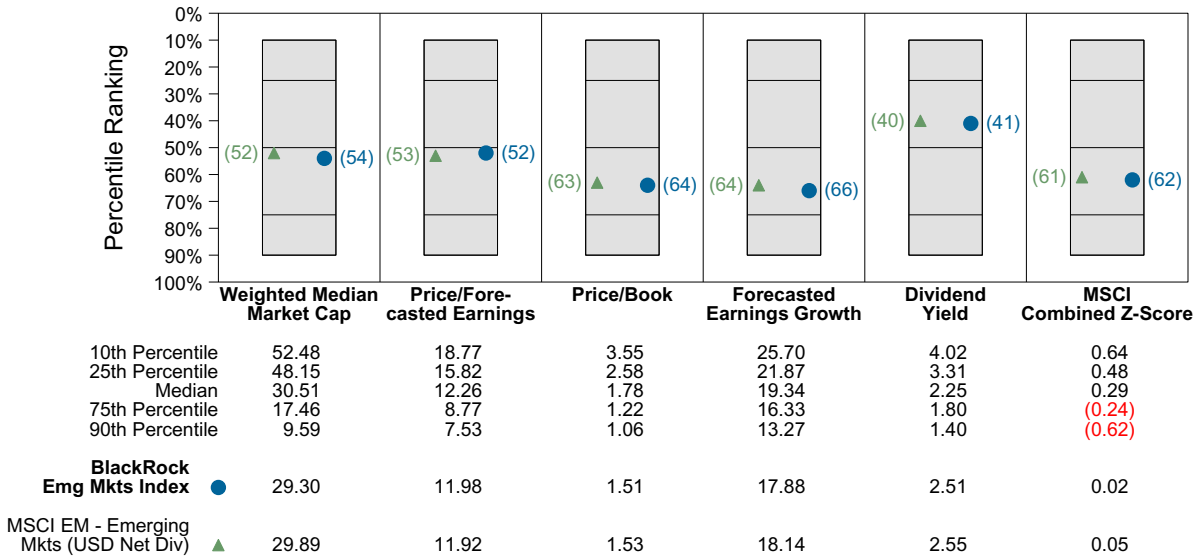 Percentile Ranking
0%
10%
20%
30%
40%
50%
60%
70%
80%
90%
100%
(52) (54)
(53) (52)
(63) (64)
(64) (66)
(40) (41)
(61) (62)
Weighted Median
Market Cap
Price/Fore-
casted Earnings
Price/Book
Forecasted
Earnings Growth
Dividend
Yield
MSCI
Combined Z-Score
10th Percentile 52.48 18.77 3.55 25.70 4.02 0.64
25th Percentile 48.15 15.82 2.58 21.87 3.31 0.48
Median 30.51 12.26 1.78 19.34 2.25 0.29
75th Percentile 17.46 8.77 1.22 16.33 1.80 (0.24)
90th Percentile 9.59 7.53 1.06 13.27 1.40 (0.62)
BlackRock
Emg Mkts Index 29.30 11.98 1.51 17.88 2.51 0.02
MSCI EM - Emerging
Mkts (USD Net Div) 29.89 11.92 1.53 18.14 2.55 0.05